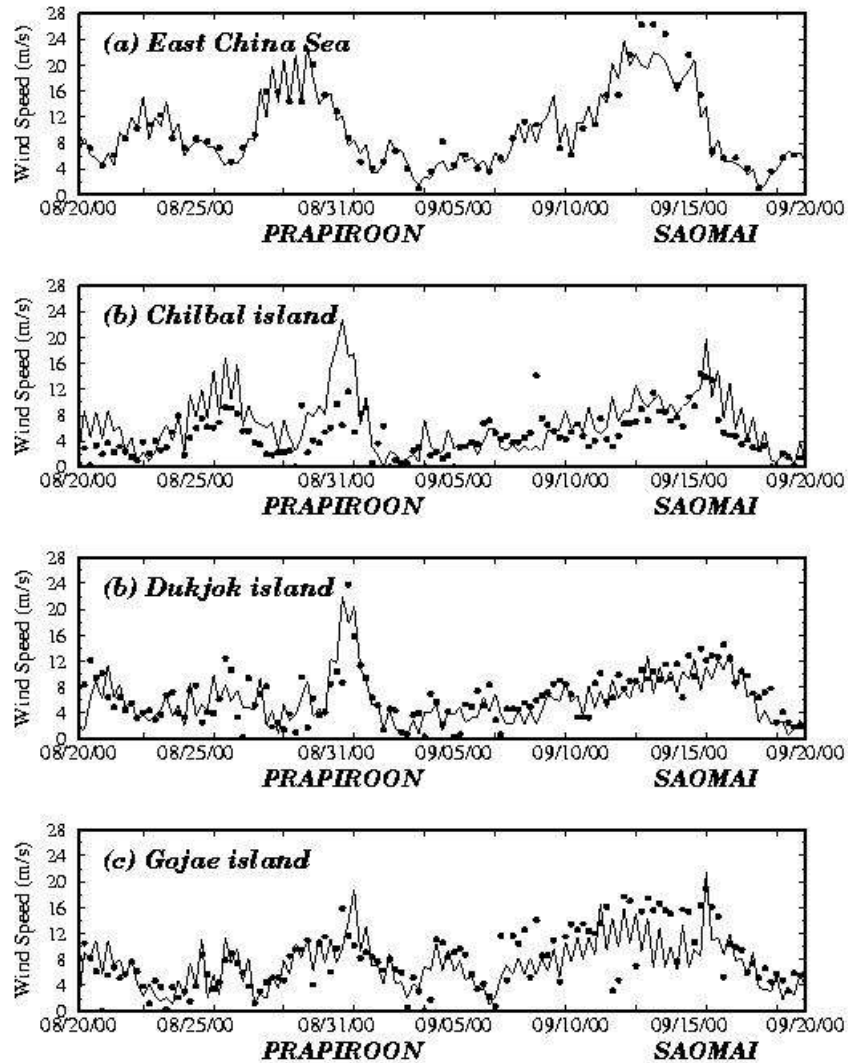 28
24
20
16
12
8
4
0
Wind Speed (m/s)
(a) East China Sea
08/20/00 08/25/00 08/31/00 09/05/00 09/10/00 09/15/00 09/20/00
PRAPIROON SAOMAI
28
24
20
16
12
8
4
0
Wind Speed (m/s)
(b) Chilbal island
08/20/00 08/25/00 08/31/00 09/05/00 09/10/00 09/15/00 09/20/00
PRAPIROON SAOMAI
28
24
20
16
12
8
4
0
Wind Speed (m/s)
(b) Dukjok island
08/20/00 08/25/00 08/31/00 09/05/00 09/10/00 09/15/00 09/20/00
PRAPIROON SAOMAI
28
24
20
16
12
8
4
0
Wind Speed (m/s)
(c) Gojae island
08/20/00 08/25/00 08/31/00 09/05/00 09/10/00 09/15/00 09/20/00
PRAPIROON SAOMAI